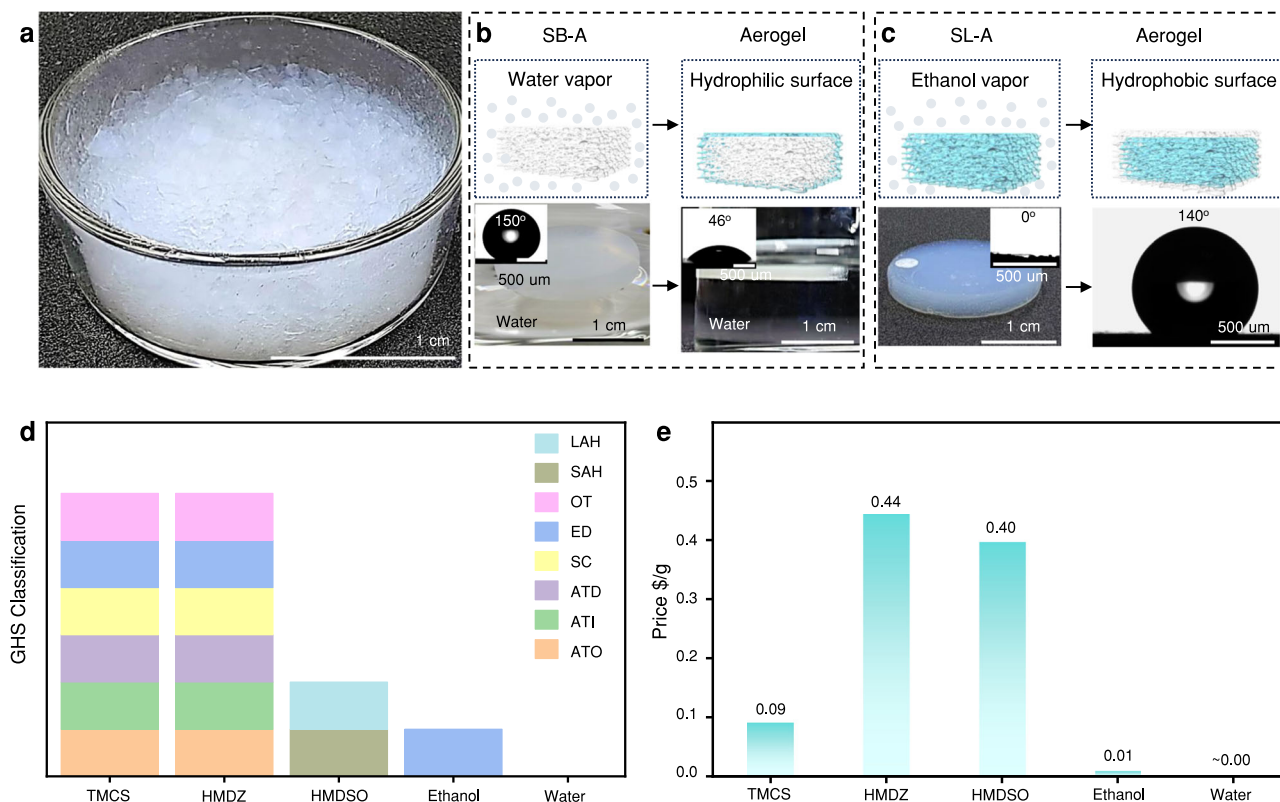 a
1 cm
b
SB-A
Aerogel
Water vapor
Hydrophilic surface
150°
500 um
Water
1 cm
46°
500 um
Water
1 cm
c
SL-A
Aerogel
Ethanol vapor
Hydrophobic surface
0°
500 um
1 cm
140°
500 um
d
GHS Classification
LAH
SAH
OT
ED
SC
ATD
ATI
ATO
TMCS
HMDZ
HMDSO
Ethanol
Water
e
Price $/g
0.5
0.4
0.3
0.2
0.1
0.0
0.09
0.44
0.40
0.01
~0.00
TMCS
HMDZ
HMDSO
Ethanol
Water